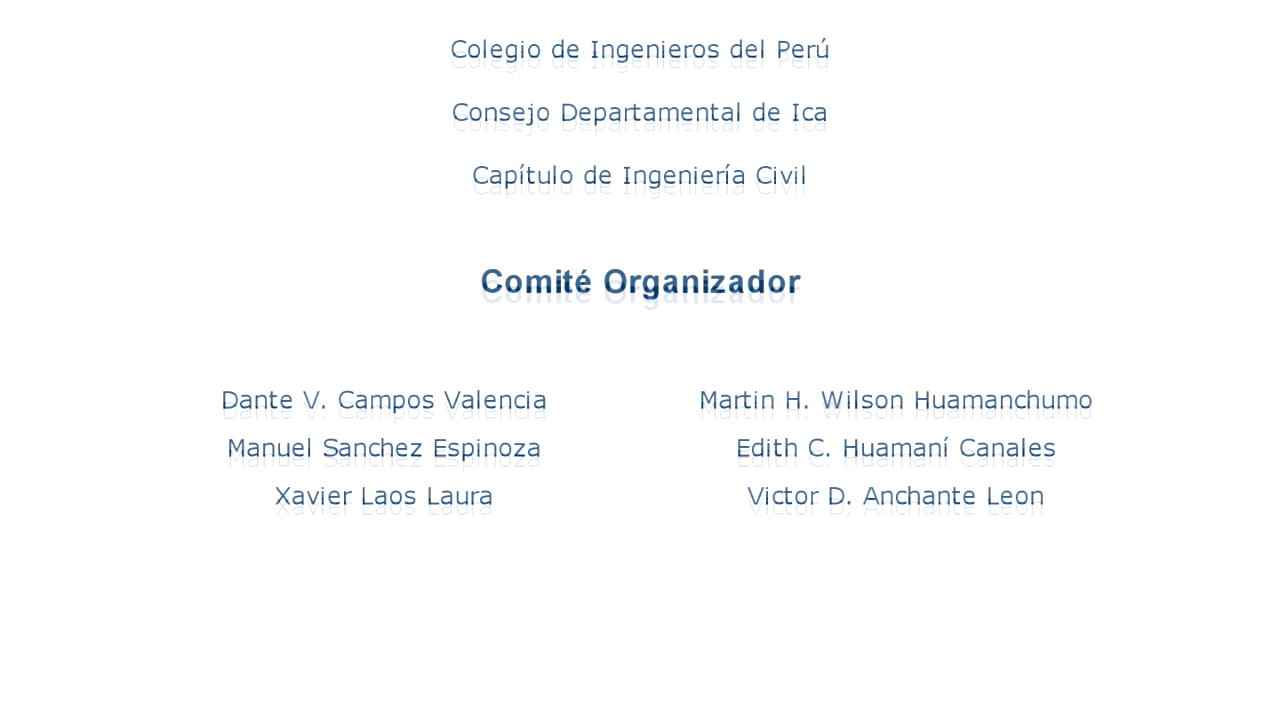 Colegio de Ingenieros del Perú
Consejo Departamental de Ica
Capítulo de Ingeniería Civil
Comité Organizador
Dante V. Campos Valencia
Manuel Sanchez Espinoza
Xavier Laos Laura
Martin H. Wilson Huamanchumo
Edith C. Huamaní Canales
Victor D. Anchante Leon